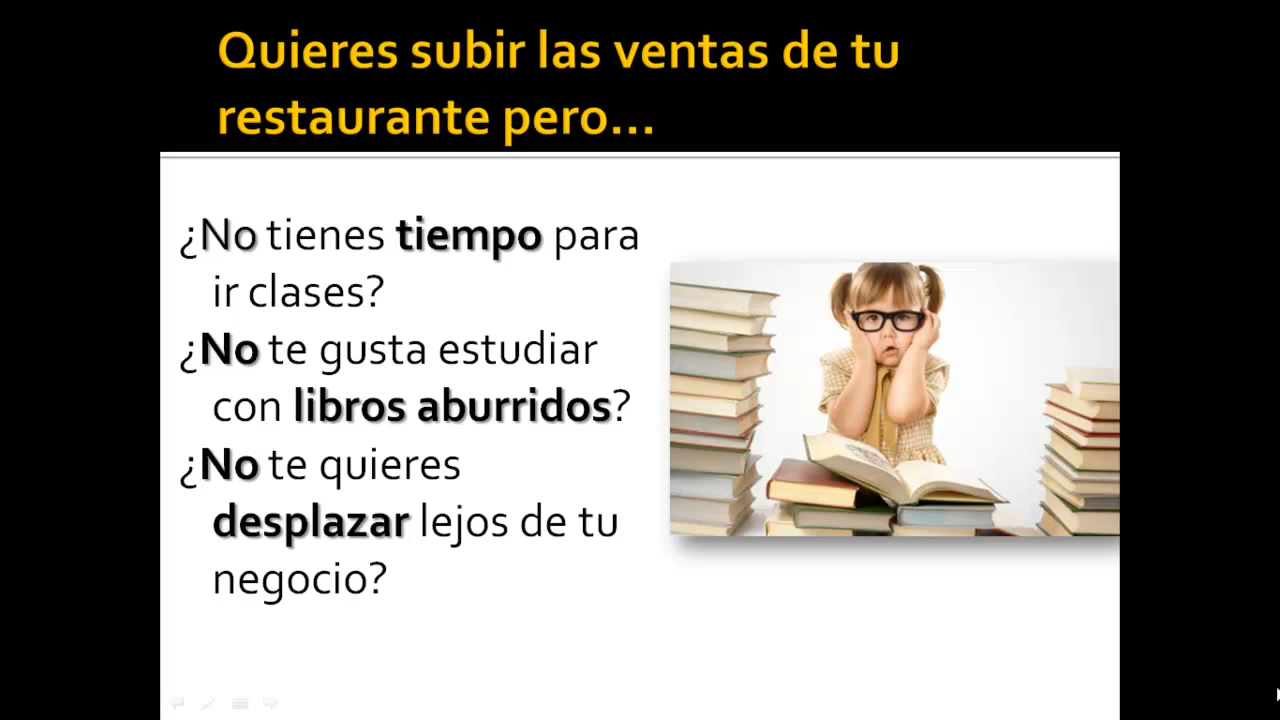 Quieres subir las ventas de tu
restaurante pero...
¿No tienes tiempo para
ir clases?
¿No te gusta estudiar
con libros aburridos?
¿No te quieres
desplazar lejos de tu
negocio?